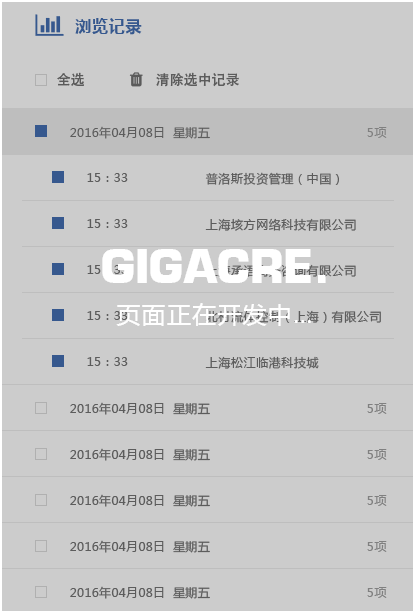 浏览记录
全选 清除选中记录
2016年04月08日 星期五 5项
15：33 普洛斯投资管理（中国）
15：33 上海垓方网络科技有限公司
GIGACRE.
15：3 咨询有限公司
页面正在开发中...
15：33 （上海）有限公司
15：33 上海松江临港科技城
2016年04月08日 星期五 5项
2016年04月08日 星期五 5项
2016年04月08日 星期五 5项
2016年04月08日 星期五 5项
2016年04月08日 星期五 5项